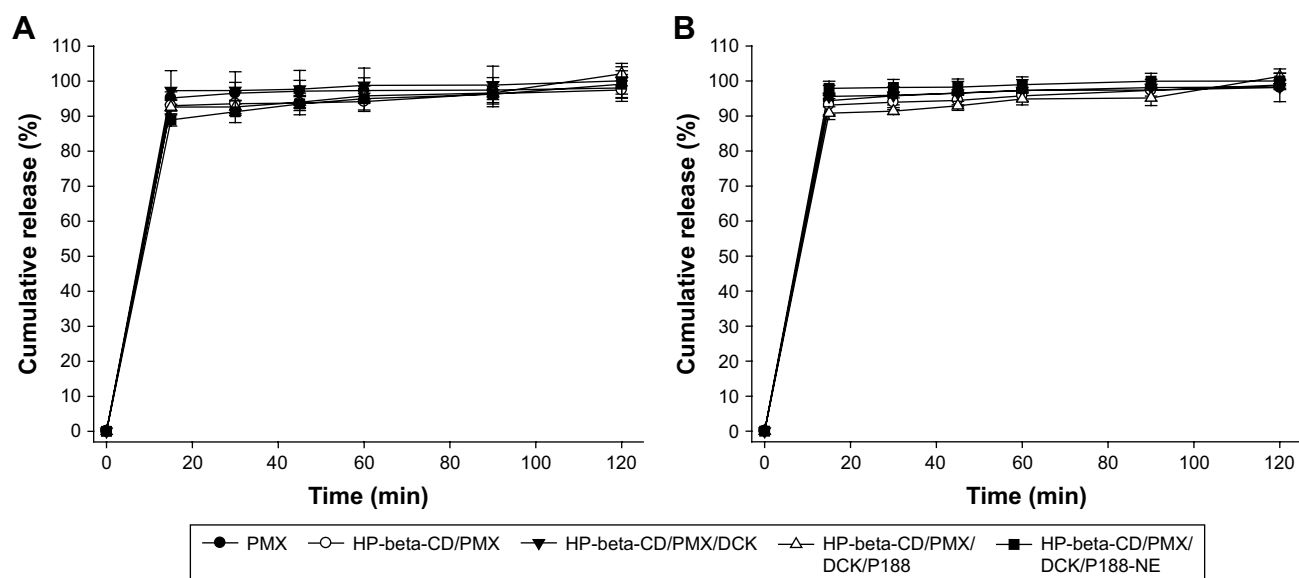 A
Cumulative release (%)
110
100
90
80
70
60
50
40
30
20
10
0
0 20 40 60 80 100 120
Time (min)
B
Cumulative release (%)
110
100
90
80
70
60
50
40
30
20
10
0
0 20 40 60 80 100 120
Time (min)
PMX
HP-beta-CD/PMX
HP-beta-CD/PMX/DCK
HP-beta-CD/PMX/
DCK/P188
HP-beta-CD/PMX/
DCK/P188-NE